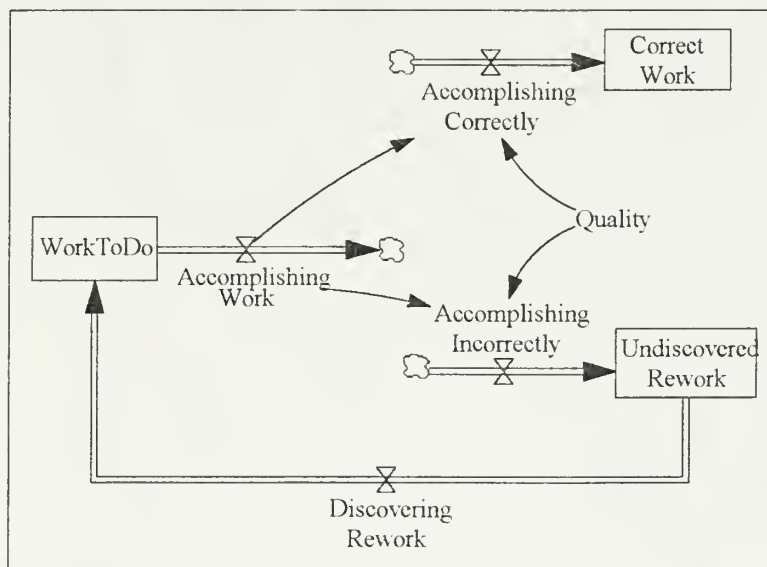 Correct
Work
Accomplishing
Correctly
Quality
WorkToDo
Accomplishing
Work
Accomplishing
Incorrectly
Undiscovered
Rework
Discovering
Rework